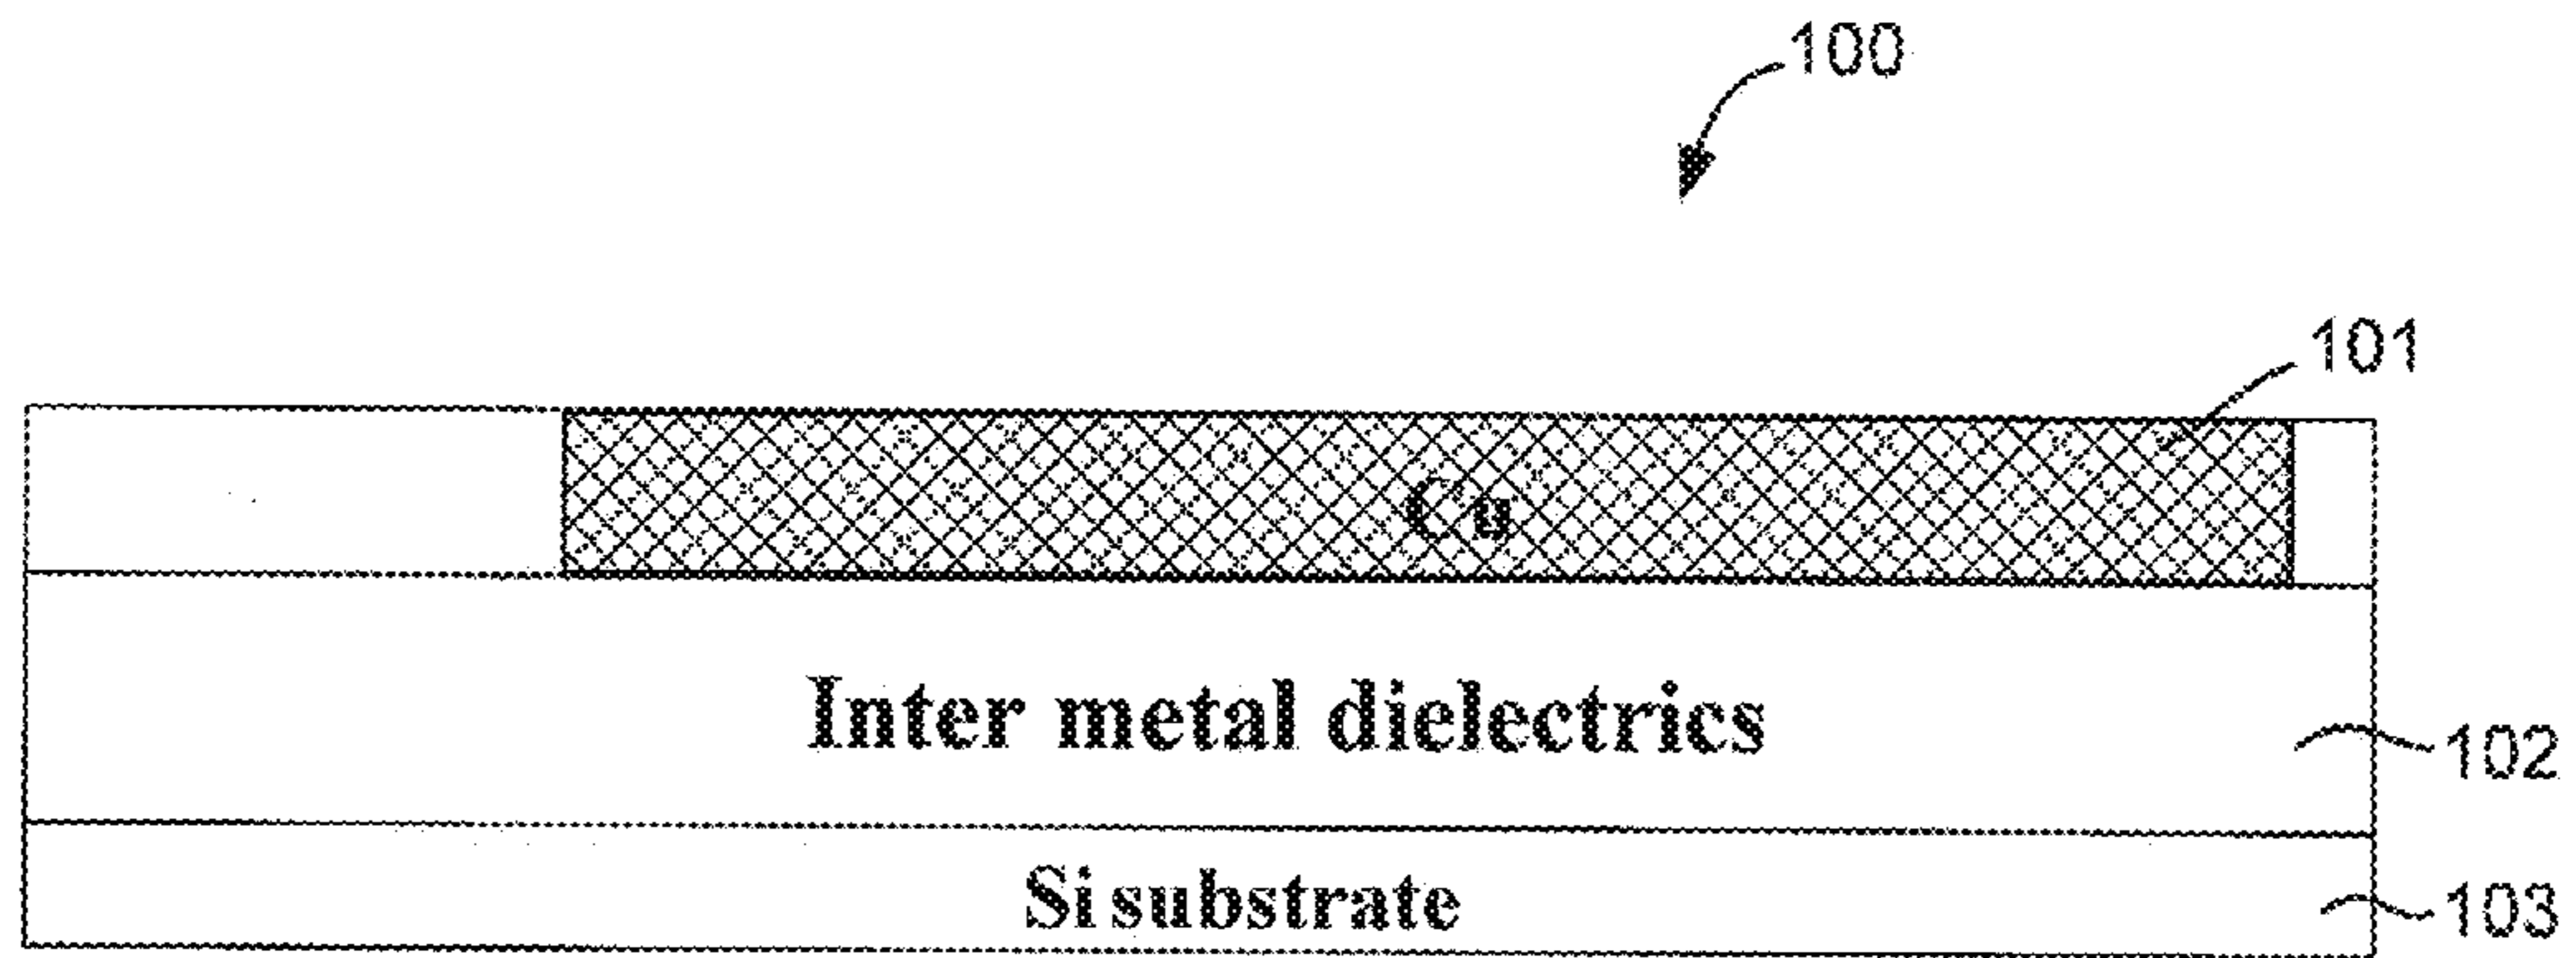 100
101
Cu
Inter metal dielectrics
102
Si substrate
103